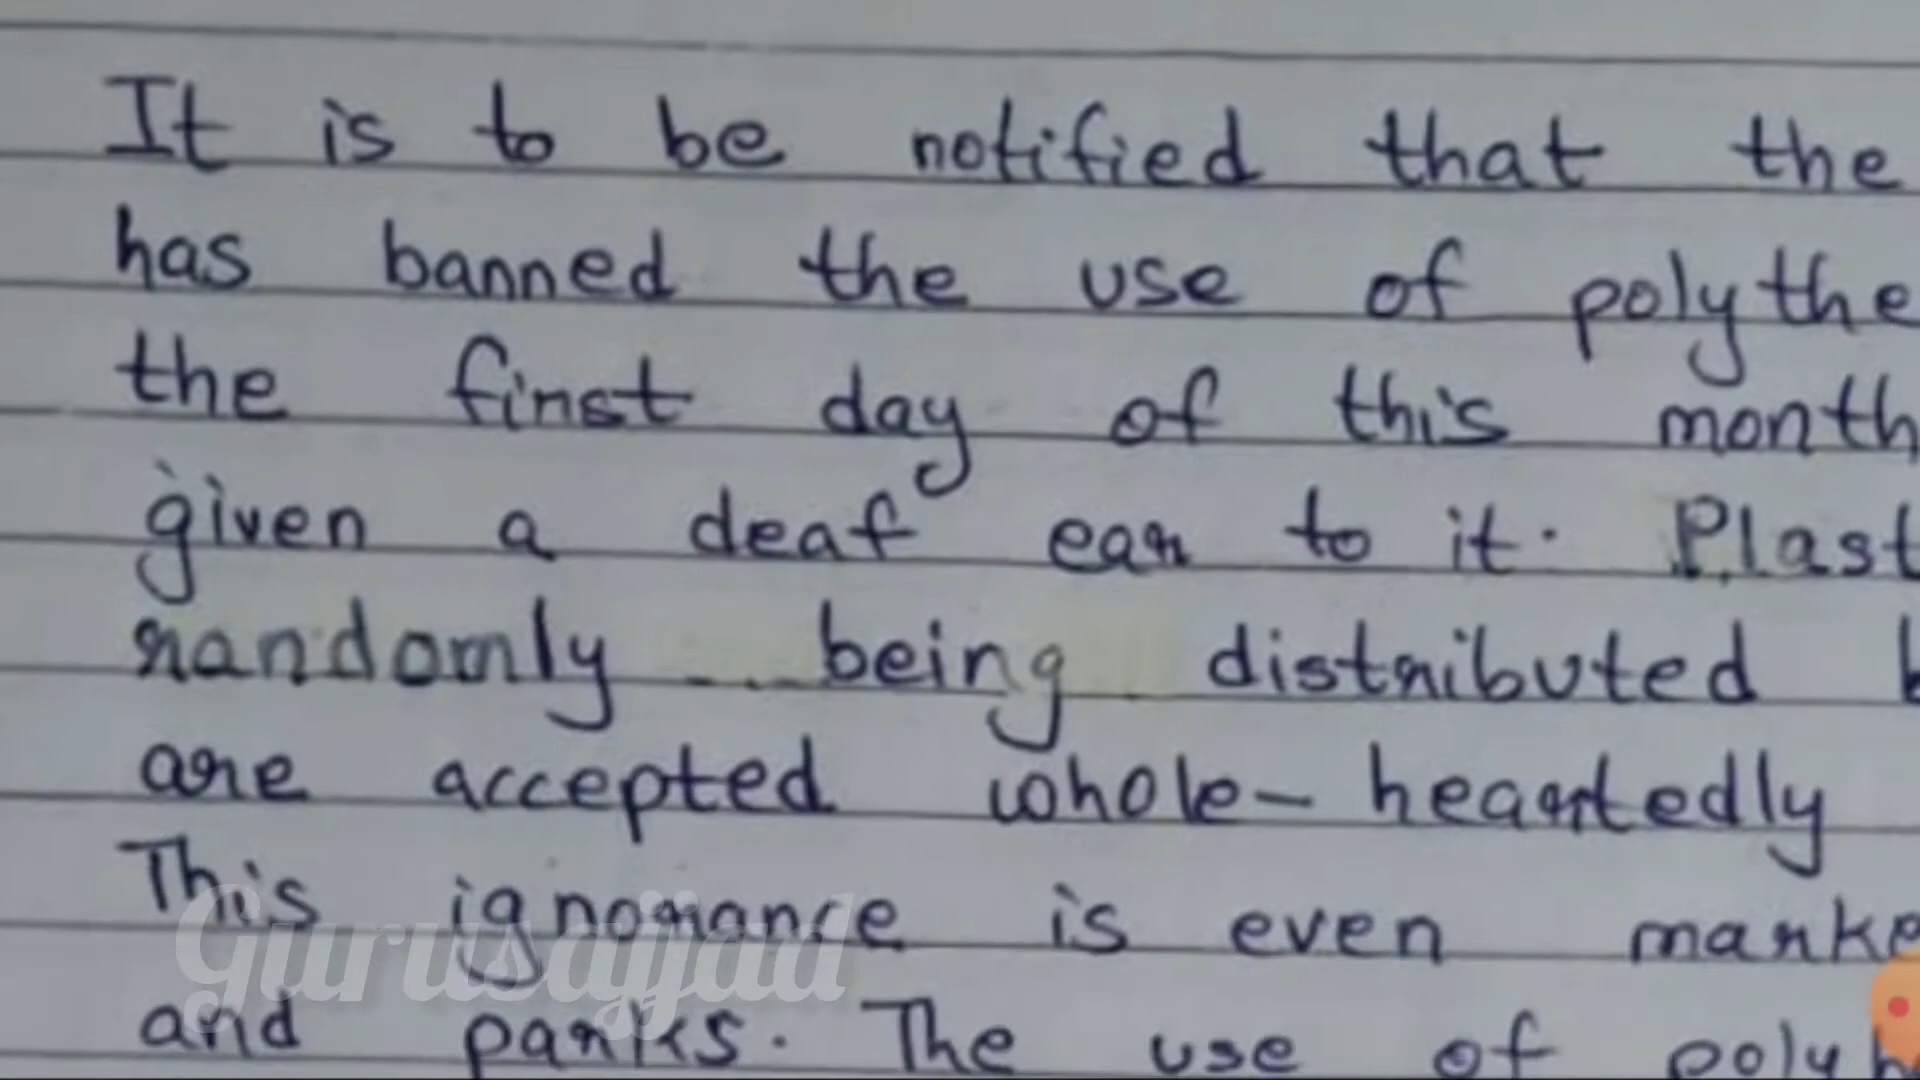 It is to be notified that the
has banned the use of polythe
the first day of this month
given a deaf ear to it. Plast
randomly being distributed b
are accepted whole-heartedly
This ignorance is even marke
Gurusajjad
and parks. The use of polyh